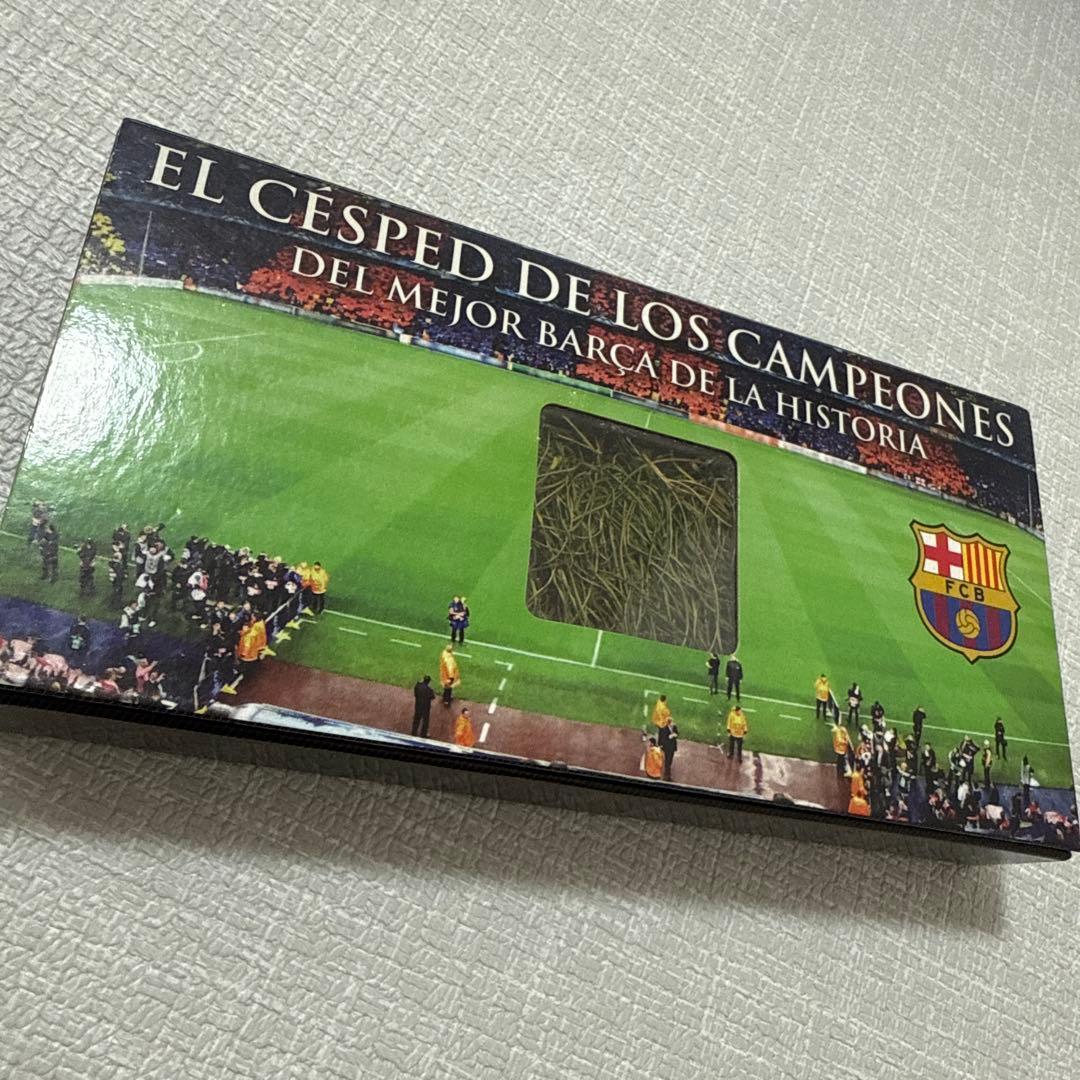 EL CÉSPED DE LOS CAMPEONES
DEL MEJOR BARÇA DE LA HISTORIA
FCB